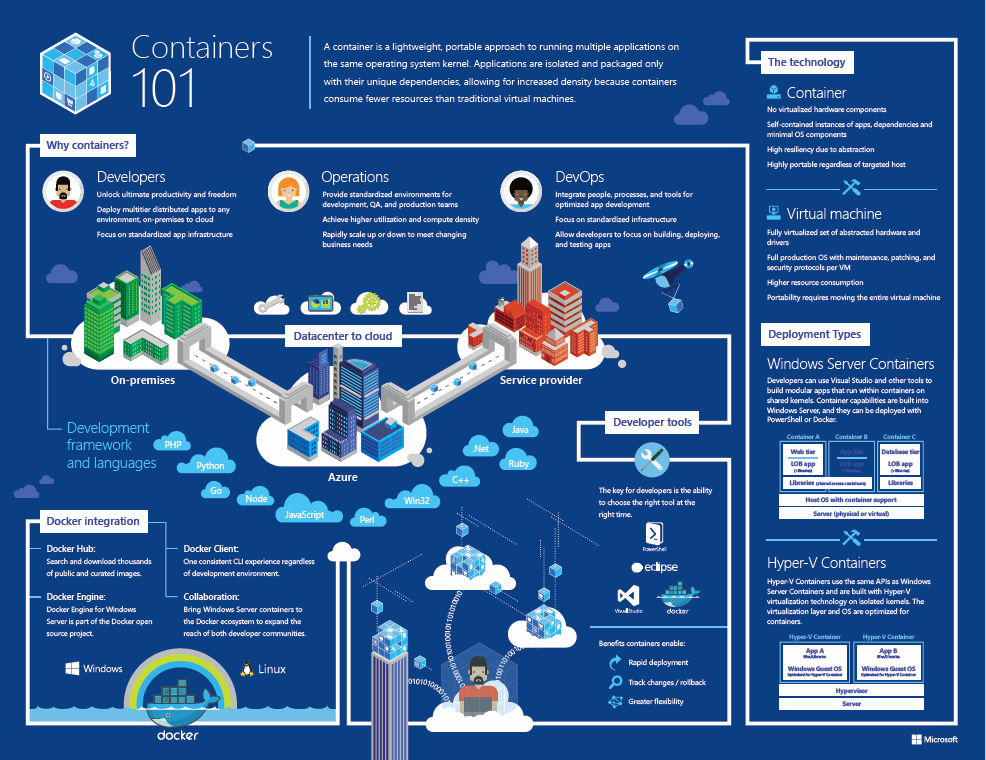 Containers
101
A container is a lightweight, portable approach to running multiple applications on
the same operating system kernel. Applications are isolated and packaged only
with their unique dependencies, allowing for increased density because containers
consume fewer resources than traditional virtual machines.
Why containers?
Developers
Unlock ultimate productivity and freedom
Deploy multitier distributed apps to any
environment, on-premises to cloud
Focus on standardized app infrastructure
Operations
Provide standardized environments for
development, QA, and production teams
Achieve higher utilization and compute density
Rapidly scale up or down to meet changing
business needs
DevOps
Integrate people, processes, and tools for
optimized app development
Focus on standardized infrastructure
Allow developers to focus on building, deploying,
and testing apps
Datacenter to cloud
On-premises
Service provider
Azure
Development
framework
and languages
PHP
Python
Go
Node
JavaScript
Perl
Win32
C++
.Net
Ruby
Java
Docker integration
Docker Hub:
Search and download thousands
of public and curated images.
Docker Engine:
Docker Engine for Windows
Server is part of the Docker open
source project.
Docker Client:
One consistent CLI experience regardless
of development environment.
Collaboration:
Bring Windows Server containers to
the Docker ecosystem to expand the
reach of both developer communities.
Windows
Linux
docker
Developer tools
The key for developers is the ability
to choose the right tool at the
right time.
PowerShell
eclipse
Visual Studio
docker
Benefits containers enable:
Rapid deployment
Track changes / rollback
Greater flexibility
The technology
Container
No virtualized hardware components
Self-contained instances of apps, dependencies and
minimal OS components
High resiliency due to abstraction
Highly portable regardless of targeted host
Virtual machine
Fully virtualized set of abstracted hardware and
drivers
Full production OS with maintenance, patching, and
security protocols per VM
Higher resource consumption
Portability requires moving the entire virtual machine
Deployment Types
Windows Server Containers
Developers can use Visual Studio and other tools to
build modular apps that run within containers on
shared kernels. Container capabilities are built into
Windows Server, and they can be deployed with
PowerShell or Docker.
Container A
Container B
Container C
Web tier
App tier
Database tier
LOB app
LOB app
LOB app
Libraries (shared across containers)
Libraries
Host OS with container support
Server (physical or virtual)
Hyper-V Containers
Hyper-V Containers use the same APIs as Windows
Server Containers and are built with Hyper-V
virtualization technology on isolated kernels. The
virtualization layer and OS are optimized for
containers.
Hyper-V Container
Hyper-V Container
App A
App B
Windows Guest OS
Windows Guest OS
Optimized for Hyper-V Container
Optimized for Hyper-V Container
Hypervisor
Server
Microsoft